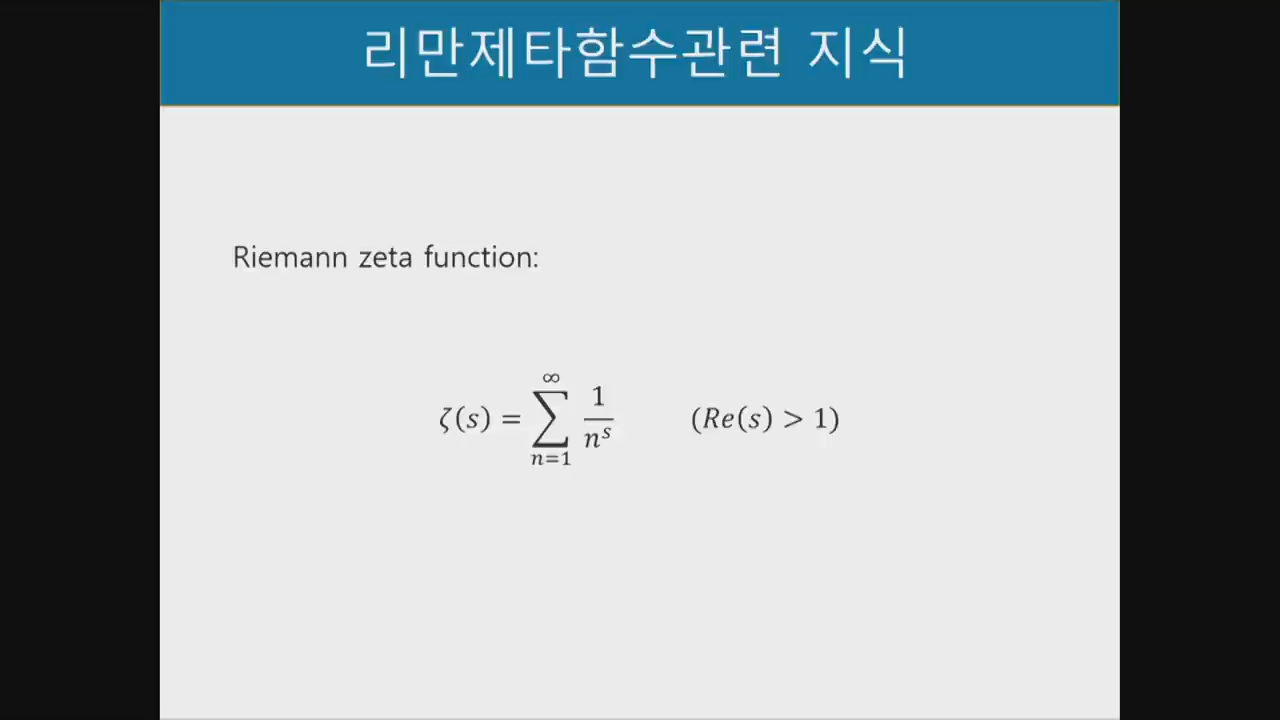 리만제타함수관련 지식
Riemann zeta function:
ζ(s) = ∑_{n=1}^{∞} 1/n^s (Re(s) > 1)